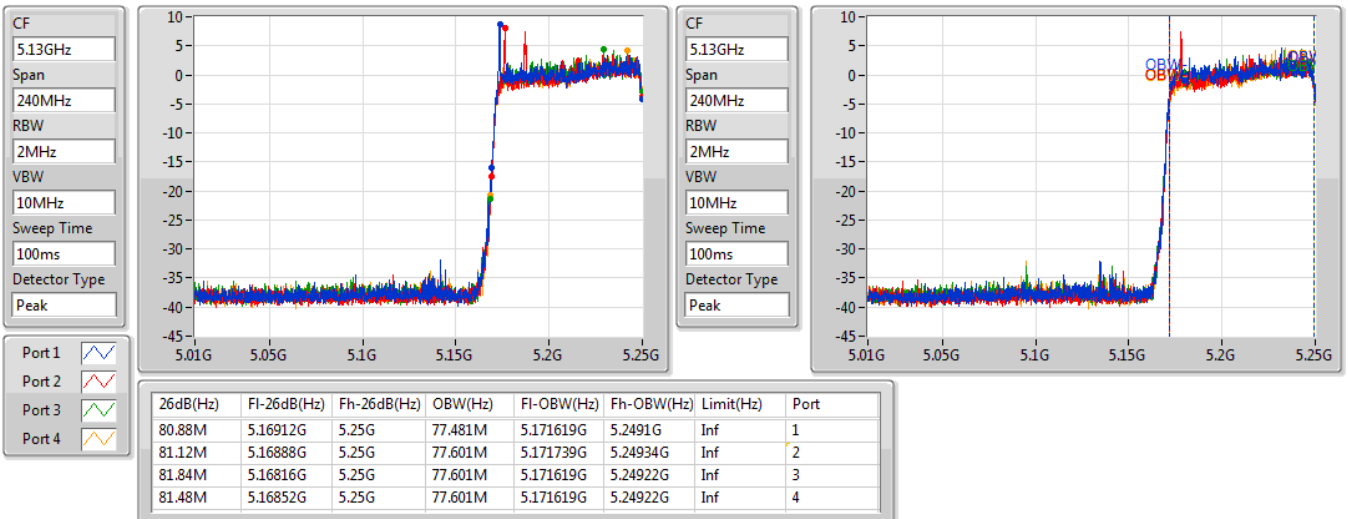 CF
5.13GHz
Span
240MHz
RBW
2MHz
VBW
10MHz
Sweep Time
100ms
Detector Type
Peak
10
5
0
-5
-10
-15
-20
-25
-30
-35
-40
-45
5.01G 5.05G 5.1G 5.15G 5.2G 5.25G
CF
5.13GHz
Span
240MHz
RBW
2MHz
VBW
10MHz
Sweep Time
100ms
Detector Type
Peak
10
5
0
-5
-10
-15
-20
-25
-30
-35
-40
-45
OBW
OBW
OBW
5.01G 5.05G 5.1G 5.15G 5.2G 5.25G
Port 1
Port 2
Port 3
Port 4
26dB(Hz) Fl-26dB(Hz) Fh-26dB(Hz) OBW(Hz) Fl-OBW(Hz) Fh-OBW(Hz) Limit(Hz) Port
80.88M 5.16912G 5.25G 77.481M 5.171619G 5.2491G Inf 1
81.12M 5.16888G 5.25G 77.601M 5.171739G 5.24934G Inf 2
81.84M 5.16816G 5.25G 77.601M 5.171619G 5.24922G Inf 3
81.48M 5.16852G 5.25G 77.601M 5.171619G 5.24922G Inf 4